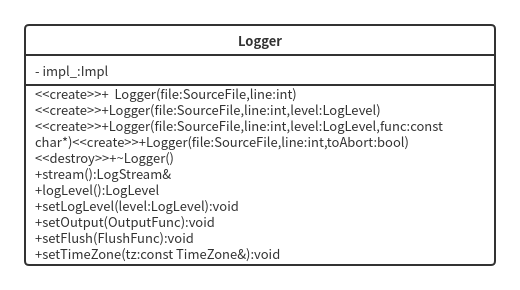 Logger
- impl_:Impl
<<create>>+  Logger(file:SourceFile,line:int)
<<create>>+Logger(file:SourceFile,line:int,level:LogLevel)
<<create>>+Logger(file:SourceFile,line:int,level:LogLevel,func:const
char*)<<create>>+Logger(file:SourceFile,line:int,toAbort:bool)
<<destroy>>+~Logger()
+stream():LogStream&
+logLevel():LogLevel
+setLogLevel(level:LogLevel):void
+setOutput(OutputFunc):void
+setFlush(FlushFunc):void
+setTimeZone(tz:const TimeZone&):void